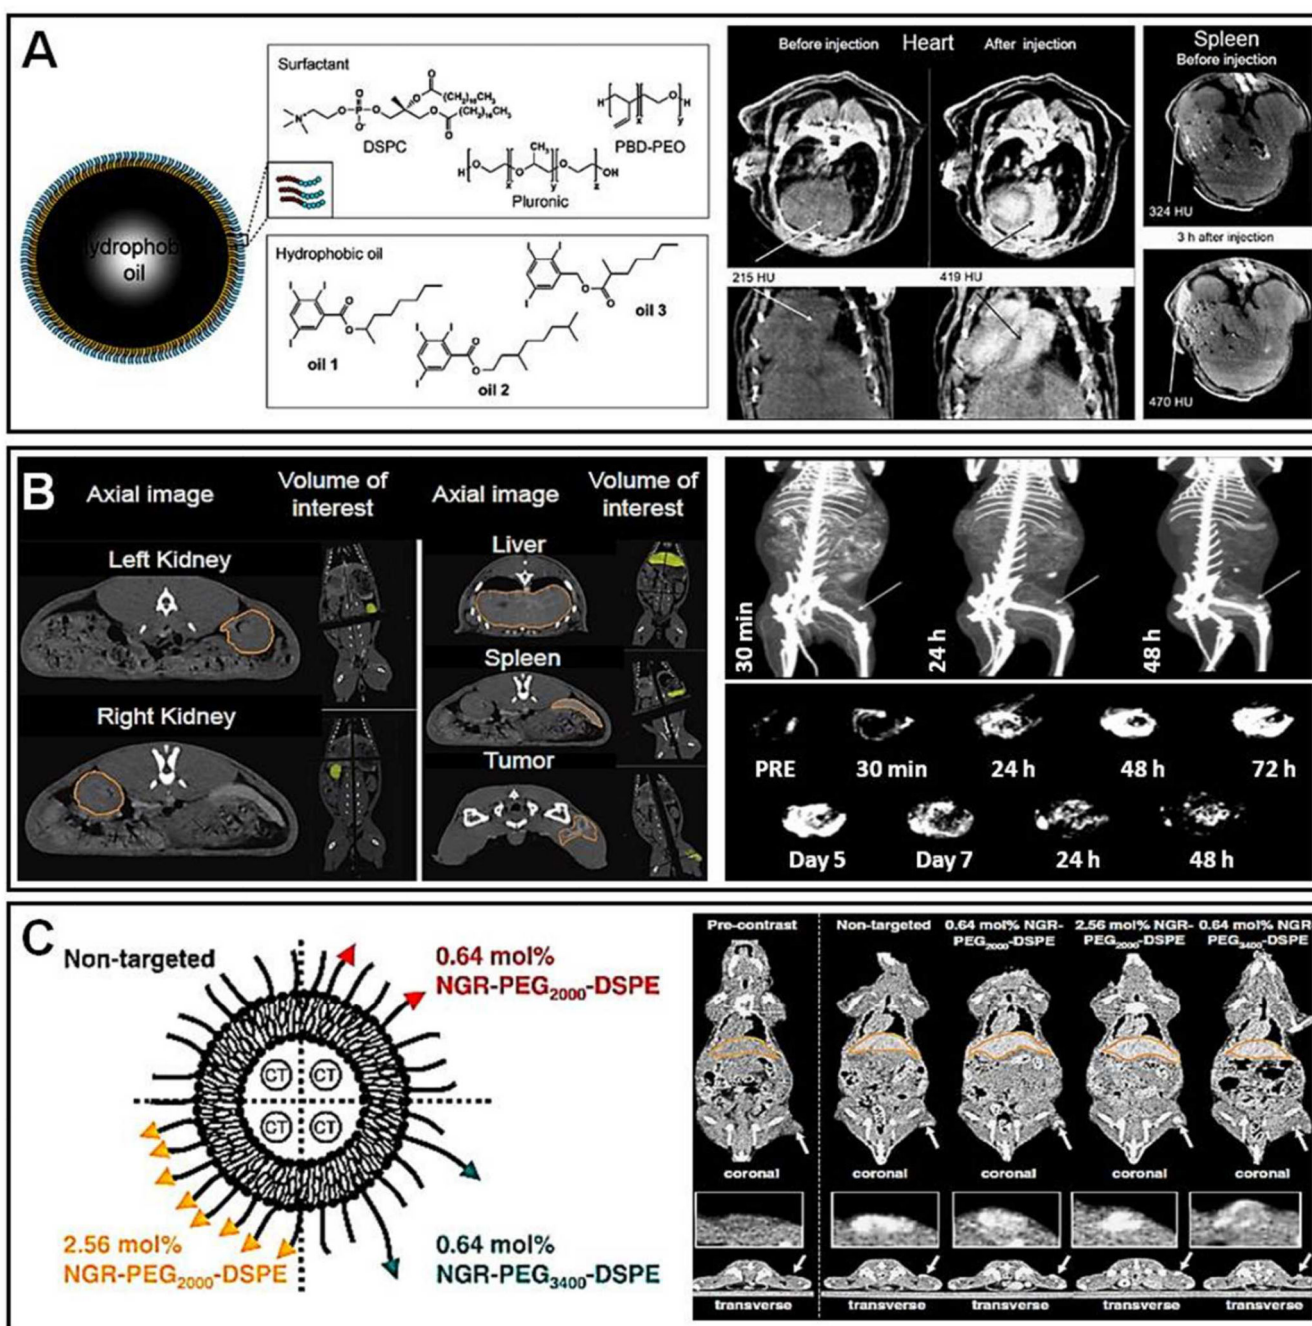 A
Surfactant
DSPC
PBD-PEO
Pluronic
hydrophobic
oil
Hydrophobic oil
oil 1
oil 2
oil 3
Before injection
Heart
After injection
215 HU
419 HU
Spleen
Before injection
324 HU
3 h after injection
470 HU
B
Axial image
Volume of
interest
Axial image
Volume of
interest
Left Kidney
Right Kidney
Liver
Spleen
Tumor
30 min
24 h
48 h
PRE
30 min
24 h
48 h
72 h
Day 5
Day 7
24 h
48 h
C
Non-targeted
0.64 mol%
NGR-PEG2000-DSPE
CT
CT
CT
CT
2.56 mol%
NGR-PEG2000-DSPE
0.64 mol%
NGR-PEG3400-DSPE
Pre-contrast
Non-targeted
0.64 mol% NGR-
PEG2000-DSPE
2.56 mol% NGR-
PEG2000-DSPE
0.64 mol% NGR-
PEG3400-DSPE
coronal
coronal
coronal
coronal
coronal
transverse
transverse
transverse
transverse
transverse